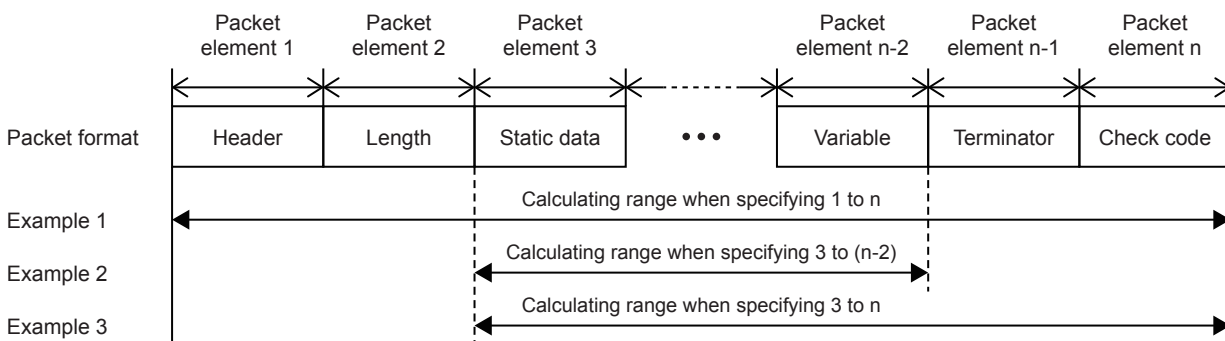 Packet element 1
Packet element 2
Packet element 3
Packet element n-2
Packet element n-1
Packet element n
Packet format
Header
Length
Static data
•••
Variable
Terminator
Check code
Example 1
Calculating range when specifying 1 to n
Example 2
Calculating range when specifying 3 to (n-2)
Example 3
Calculating range when specifying 3 to n